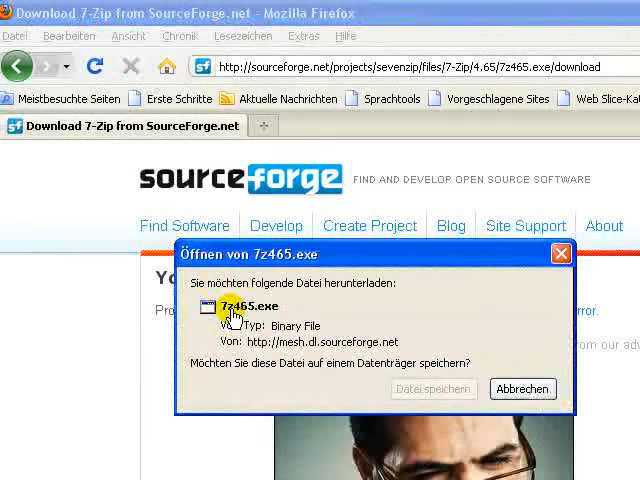 Download 7-Zip from SourceForge.net - Mozilla Firefox
Datei Bearbeiten Ansicht Chronik Lesezeichen Extras Hilfe
http://sourceforge.net/projects/sevenzip/files/7-Zip/4.65/7z465.exe/download
Meistbesuchte Seiten Erste Schritte Aktuelle Nachrichten Sprachtools Vorgeschlagene Sites Web Slice-Kat
Download 7-Zip from SourceForge.net
sourceforge FIND AND DEVELOP OPEN SOURCE SOFTWARE
Find Software Develop Create Project Blog Site Support About
Öffnen von 7z465.exe
Sie möchten folgende Datei herunterladen:
7z465.exe
Typ: Binary File
Von: http://mesh.dl.sourceforge.net
Möchten Sie diese Datei auf einem Datenträger speichern?
Datei speichern Abbrechen